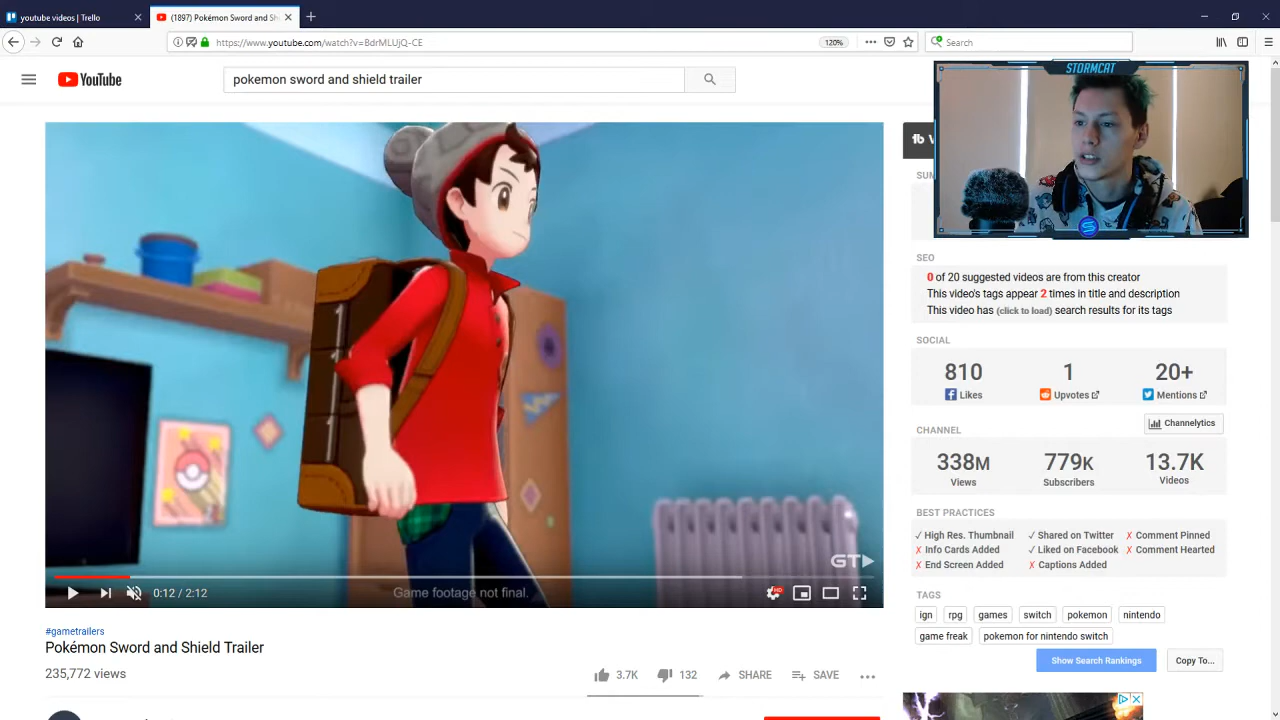 youtube videos | Trello
(1897) Pokémon Sword and Sh
https://www.youtube.com/watch?v=BdrMLUjQ-CE
120%
Search
YouTube
pokemon sword and shield trailer
STORMCAT
tb
SEO
0 of 20 suggested videos are from this creator
This video's tags appear 2 times in title and description
This video has (click to load) search results for its tags
SOCIAL
810
1
20+
Likes
Upvotes
Mentions
CHANNEL
Channelytics
338M
779K
13.7K
Views
Subscribers
Videos
BEST PRACTICES
✓ High Res. Thumbnail
✓ Shared on Twitter
✗ Comment Pinned
✗ Info Cards Added
✓ Liked on Facebook
✗ Comment Hearted
✗ End Screen Added
✗ Captions Added
TAGS
ign
rpg
games
switch
pokemon
nintendo
game freak
pokemon for nintendo switch
Show Search Rankings
Copy To...
GT
0:12 / 2:12
Game footage not final.
HD
#gametrailers
Pokémon Sword and Shield Trailer
235,772 views
3.7K
132
SHARE
SAVE